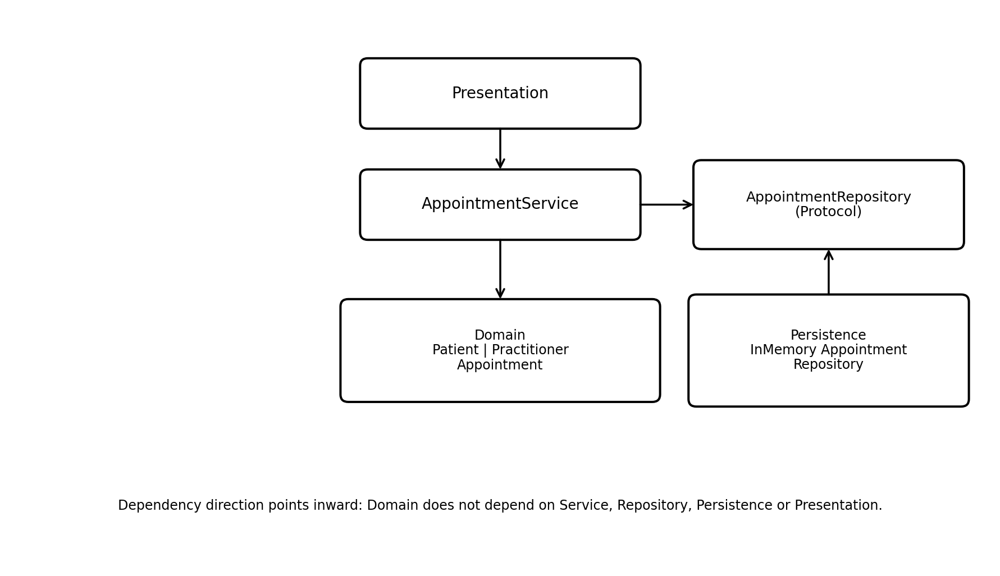 Presentation
AppointmentService
AppointmentRepository
(Protocol)
Domain
Patient | Practitioner
Appointment
Persistence
InMemory Appointment
Repository
Dependency direction points inward: Domain does not depend on Service, Repository, Persistence or Presentation.